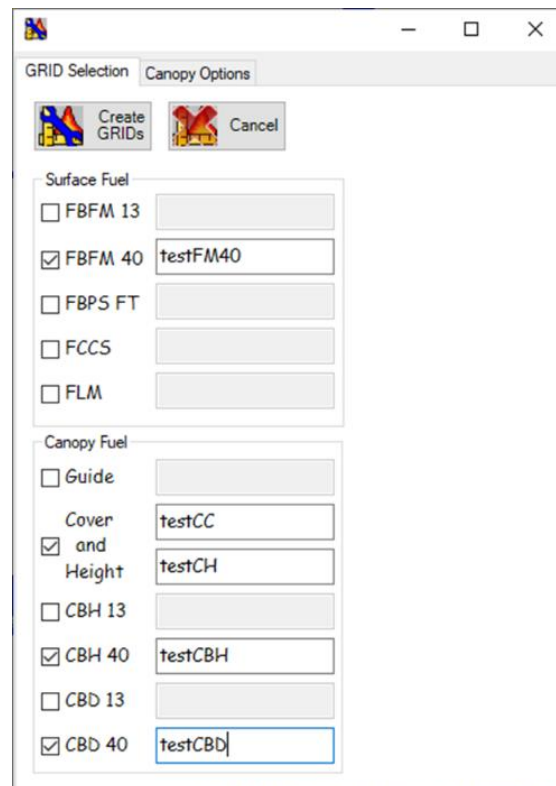 GRID Selection
Canopy Options
Create
GRIDs
Cancel
Surface Fuel
FBFM 13
FBFM 40 testFM40
FBPS FT
FCCS
FLM
Canopy Fuel
Guide
Cover testCC
and
Height testCH
CBH 13
CBH 40 testCBH
CBD 13
CBD 40 testCBD